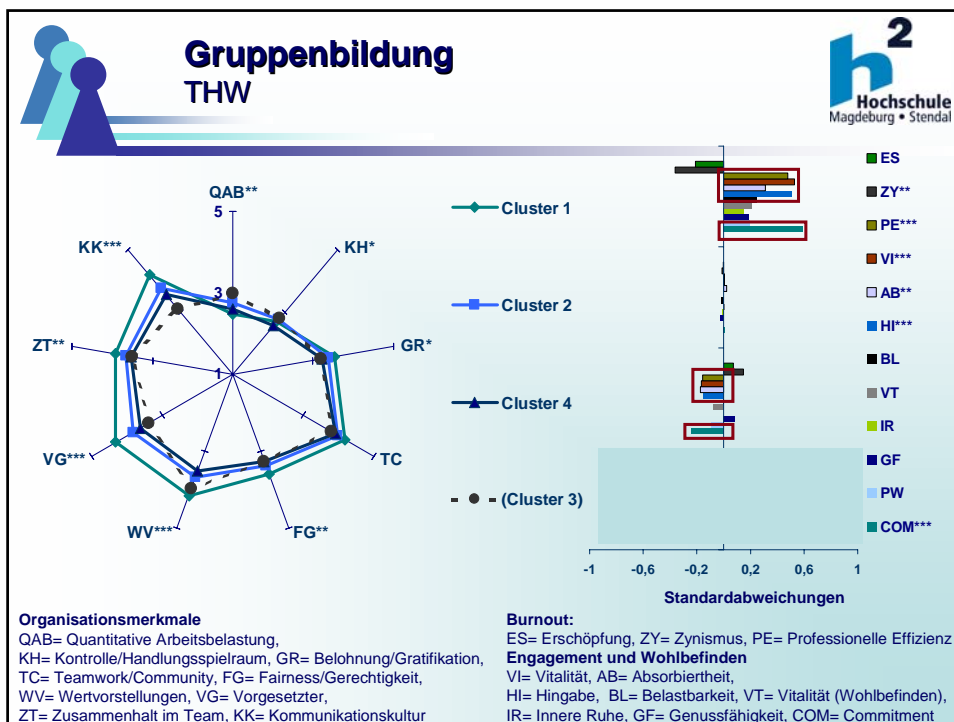 Gruppenbildung
THW
h2
Hochschule
Magdeburg • Stendal
QAB**
KH*
GR*
TC
FG**
WV***
VG***
ZT**
KK***
5
3
1
Cluster 1
Cluster 2
Cluster 4
(Cluster 3)
ES
ZY**
PE***
VI***
AB**
HI***
BL
VT
IR
GF
PW
COM***
-1 -0,6 -0,2 0,2 0,6 1
Standardabweichungen
Organisationsmerkmale
QAB= Quantitative Arbeitsbelastung,
KH= Kontrolle/Handlungsspielraum, GR= Belohnung/Gratifikation,
TC= Teamwork/Community, FG= Fairness/Gerechtigkeit,
WV= Wertvorstellungen, VG= Vorgesetzter,
ZT= Zusammenhalt im Team, KK= Kommunikationskultur
Burnout:
ES= Erschöpfung, ZY= Zynismus, PE= Professionelle Effizienz
Engagement und Wohlbefinden
VI= Vitalität, AB= Absorbiertheit,
HI= Hingabe, BL= Belastbarkeit, VT= Vitalität (Wohlbefinden),
IR= Innere Ruhe, GF= Genussfähigkeit, COM= Commitment